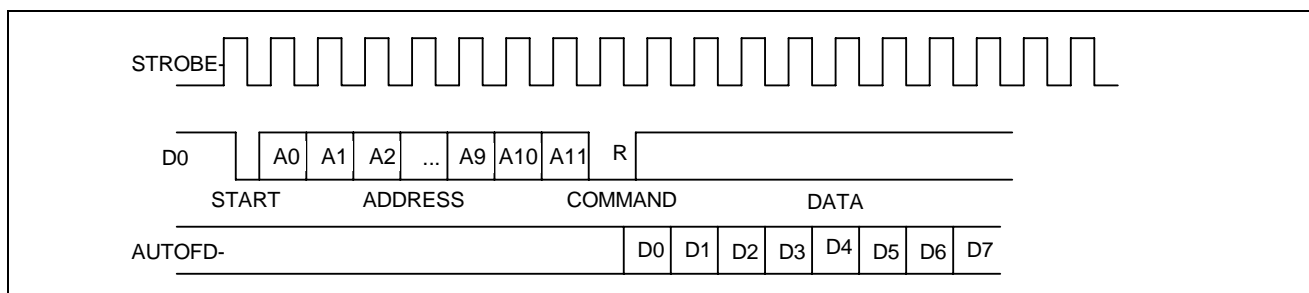 STROBE-
D0 A0 A1 A2 ... A9 A10 A11 R
START ADDRESS COMMAND DATA
AUTOFD- D0 D1 D2 D3 D4 D5 D6 D7